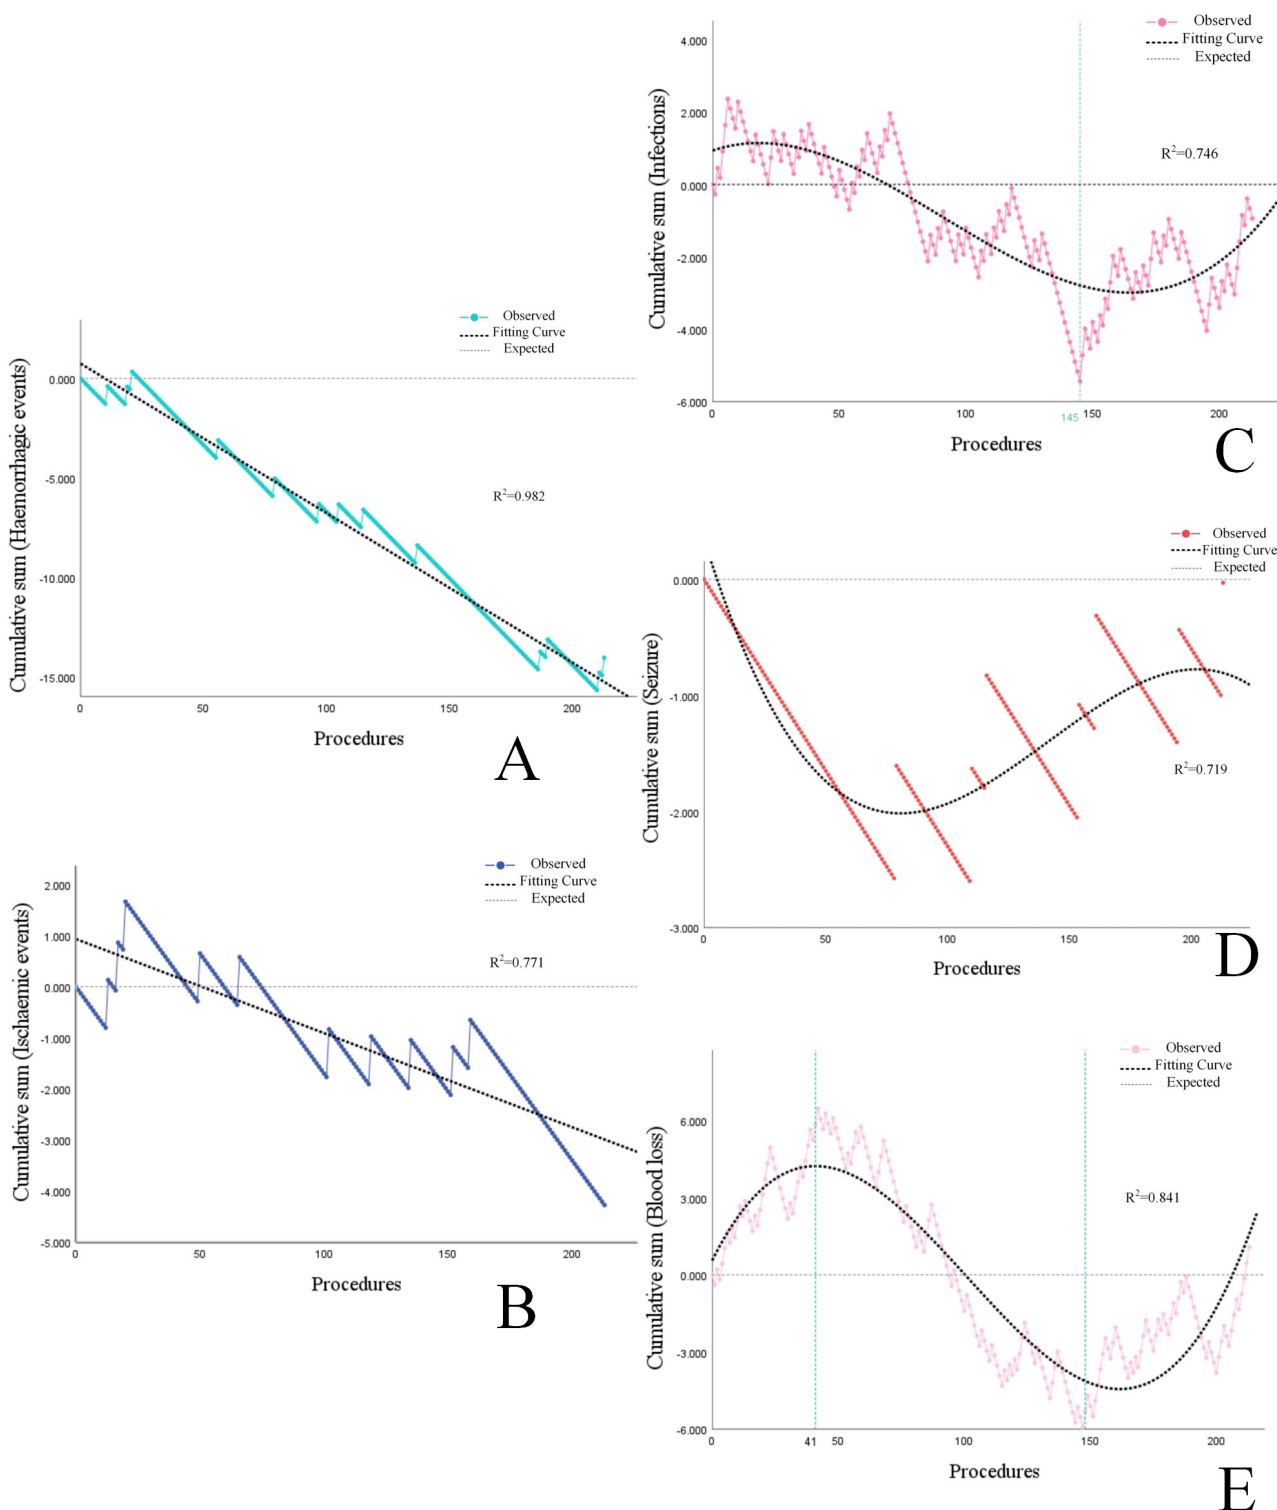 Cumulative sum (Haemorrhagic events)
Observed
Fitting Curve
Expected
0.000
-5.000
-10.000
-15.000
R²=0.982
0 50 100 150 200
Procedures
A
Cumulative sum (Ischaemic events)
Observed
Fitting Curve
Expected
2.000
1.000
0.000
-1.000
-2.000
-3.000
-4.000
-5.000
R²=0.771
0 50 100 150 200
Procedures
B
Cumulative sum (Infections)
Observed
Fitting Curve
Expected
4.000
2.000
0.000
-2.000
-4.000
-6.000
R²=0.746
0 50 100 145 150 200
Procedures
C
Cumulative sum (Seizure)
Observed
Fitting Curve
Expected
0.000
-1.000
-2.000
-3.000
R²=0.719
0 50 100 150 200
Procedures
D
Cumulative sum (Blood loss)
Observed
Fitting Curve
Expected
6.000
3.000
0.000
-3.000
-6.000
R²=0.841
0 41 50 100 150 200
Procedures
E